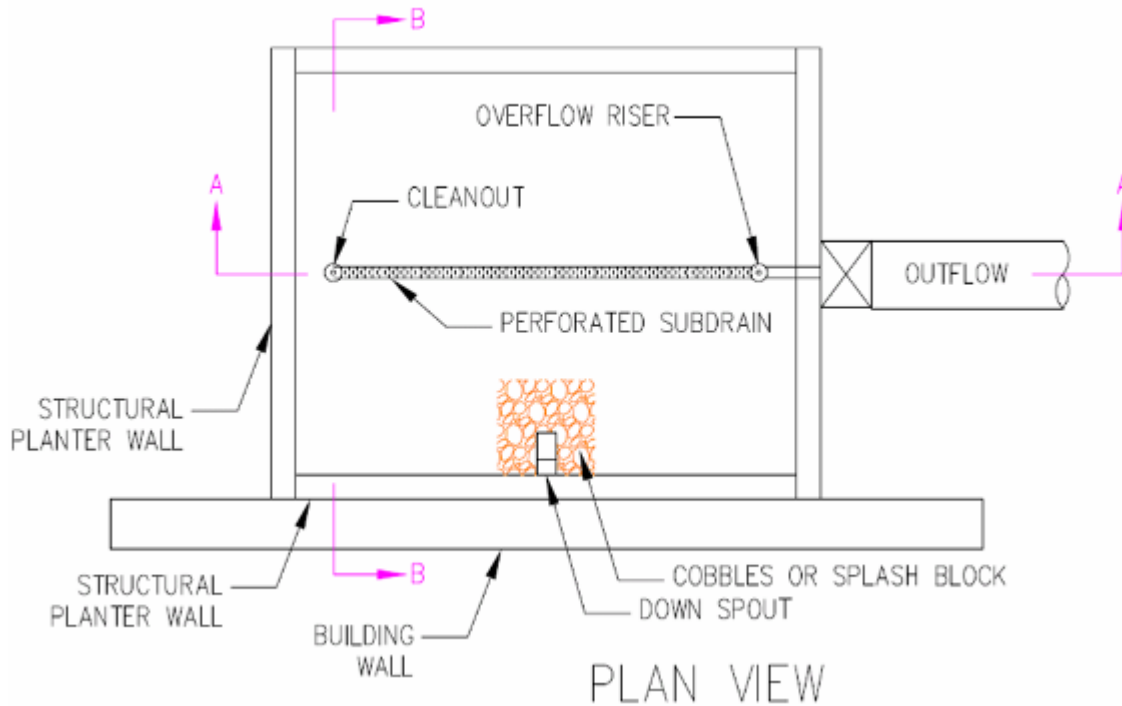 B
OVERFLOW RISER
A
A
CLEANOUT
OUTFLOW
PERFORATED SUBDRAIN
STRUCTURAL
PLANTER WALL
B
COBBLES OR SPLASH BLOCK
STRUCTURAL
PLANTER WALL
DOWN SPOUT
BUILDING
WALL
PLAN VIEW